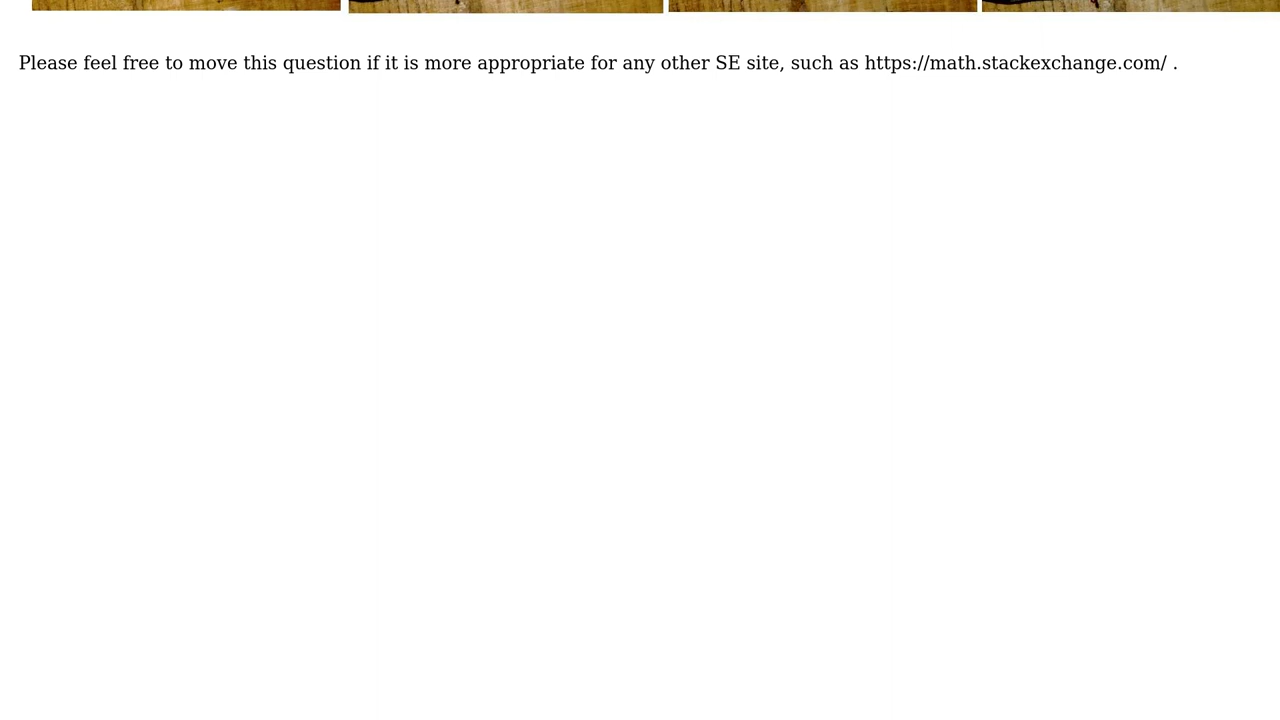 Please feel free to move this question if it is more appropriate for any other SE site, such as https://math.stackexchange.com/ .